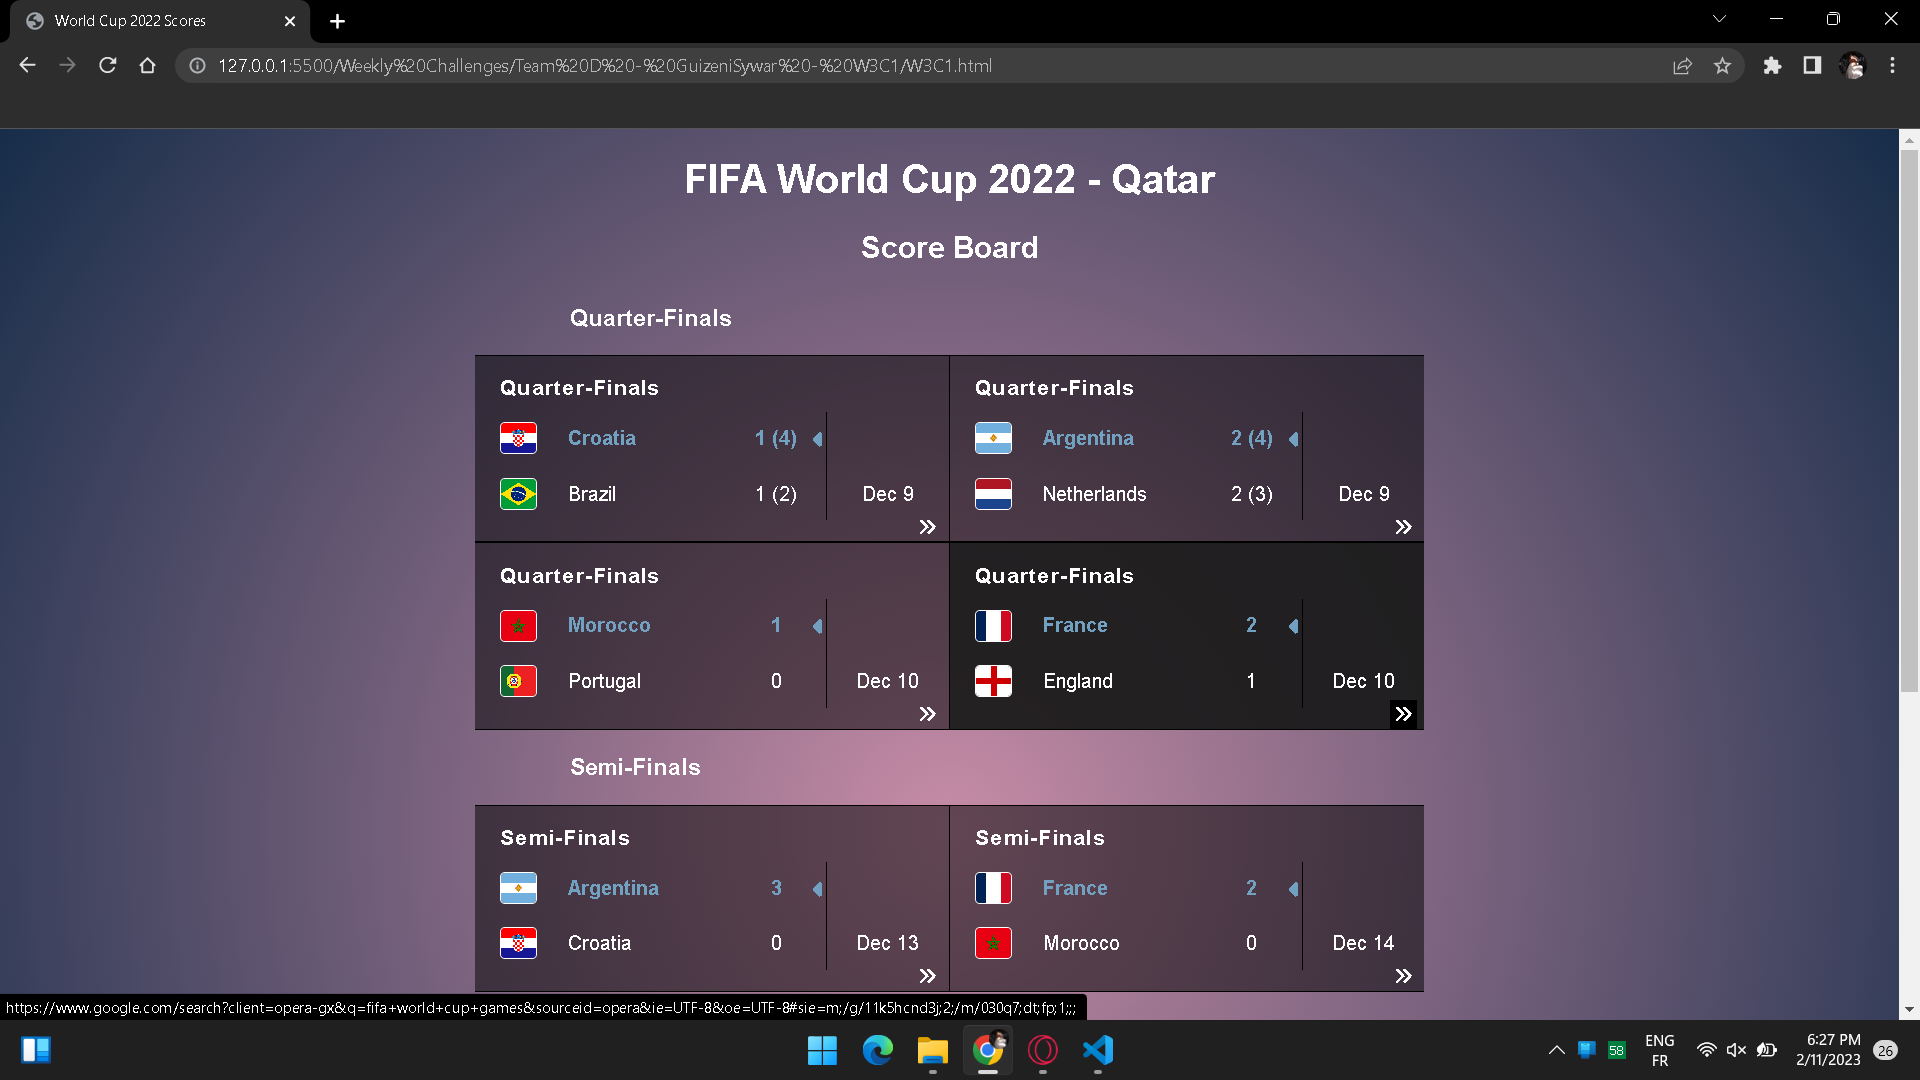 World Cup 2022 Scores
127.0.0.1:5500/Weekly%20Challenges/Team%20D%20-%20GuizeniSywar%20-%20W3C1/W3C1.html
FIFA World Cup 2022 - Qatar
Score Board
Quarter-Finals
Quarter-Finals
Croatia 1 (4)
Brazil 1 (2) Dec 9
Quarter-Finals
Argentina 2 (4)
Netherlands 2 (3) Dec 9
Quarter-Finals
Morocco 1
Portugal 0 Dec 10
Quarter-Finals
France 2
England 1 Dec 10
Semi-Finals
Semi-Finals
Argentina 3
Croatia 0 Dec 13
Semi-Finals
France 2
Morocco 0 Dec 14
https://www.google.com/search?client=opera-gx&q=fifa+world+cup+games&sourceid=opera&ie=UTF-8&oe=UTF-8#sie=m;/g/11k5hcnd3j;2;/m/030q7;dt;fp;1;;;
58
ENG
FR
6:27 PM
2/11/2023
26